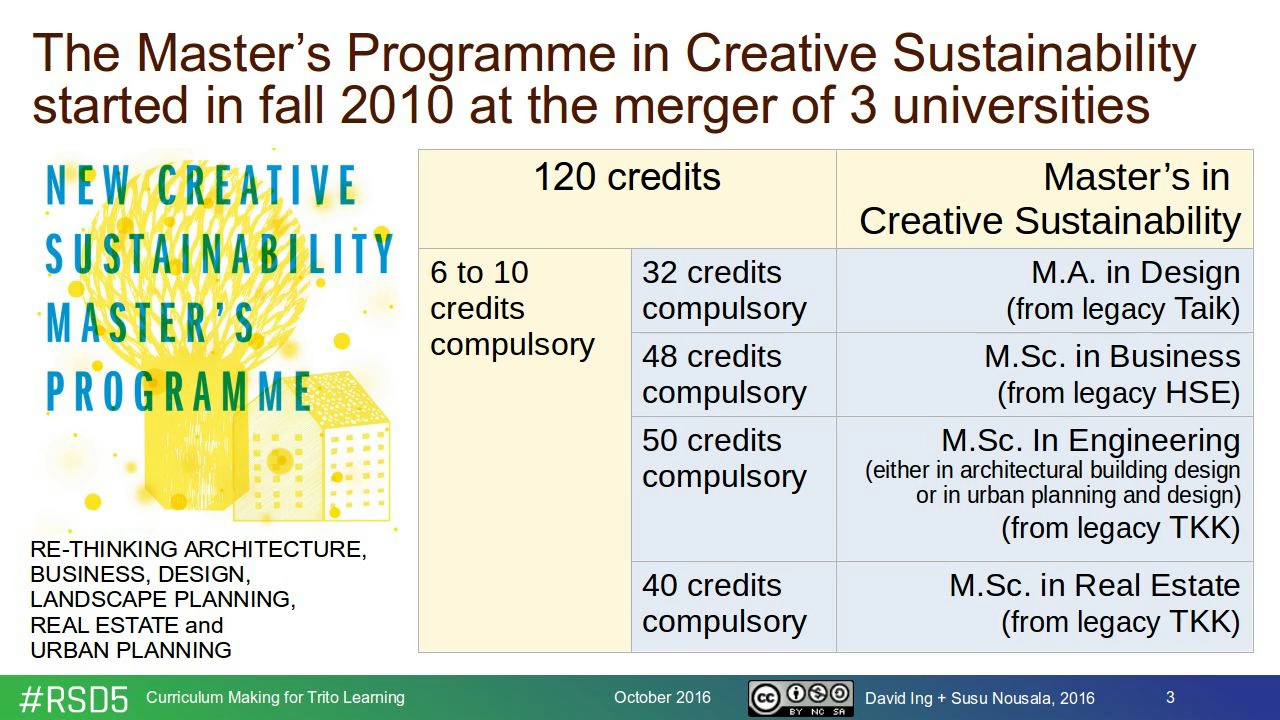 The Master’s Programme in Creative Sustainability
started in fall 2010 at the merger of 3 universities
NEW CREATIVE
SUSTAINABILITY
MASTER’S
PROGRAMME
RE-THINKING ARCHITECTURE,
BUSINESS, DESIGN,
LANDSCAPE PLANNING,
REAL ESTATE and
URBAN PLANNING
120 credits
Master’s in
Creative Sustainability
6 to 10
credits
compulsory
32 credits
compulsory
M.A. in Design
(from legacy Taik)
48 credits
compulsory
M.Sc. in Business
(from legacy HSE)
50 credits
compulsory
M.Sc. In Engineering
(either in architectural building design
or in urban planning and design)
(from legacy TKK)
40 credits
compulsory
M.Sc. in Real Estate
(from legacy TKK)
#RSD5
Curriculum Making for Trito Learning
October 2016
cc
BY NC SA
David Ing + Susu Nousala, 2016
3